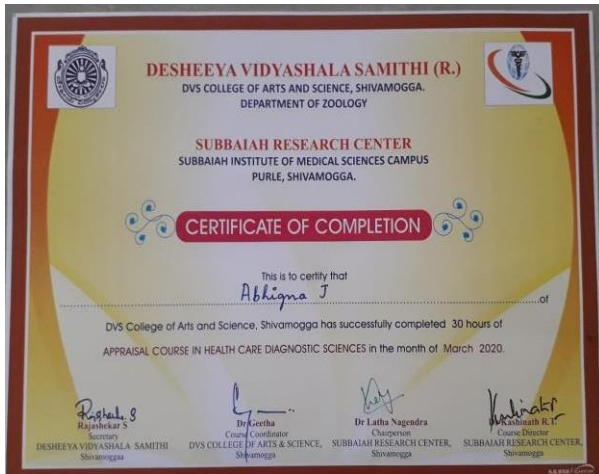 DESHEEYA VIDYASHALA SAMITHI (R.)
DVS COLLEGE OF ARTS AND SCIENCE, SHIVAMOGGA.
DEPARTMENT OF ZOOLOGY
SUBBAIAH RESEARCH CENTER
SUBBAIAH INSTITUTE OF MEDICAL SCIENCES CAMPUS
PURLE, SHIVAMOGGA.
CERTIFICATE OF COMPLETION
This is to certify that
Abhigna J
of
DVS College of Arts and Science, Shivamogga has successfully completed 30 hours of
APPRAISAL COURSE IN HEALTH CARE DIAGNOSTIC SCIENCES in the month of March 2020.
Rajashekar S
Secretary
DESHEEYA VIDYASHALA SAMITHI
Shivamoggaa
Dr Geetha
Course Coordinator
DVS COLLEGE OF ARTS & SCIENCE,
Shivamogga
Dr Latha Nagendra
Chairperson
SUBBAIAH RESEARCH CENTER,
Shivamogga
Dr Kashinath R.T.
Course Director
SUBBAIAH RESEARCH CENTER,
Shivamogga